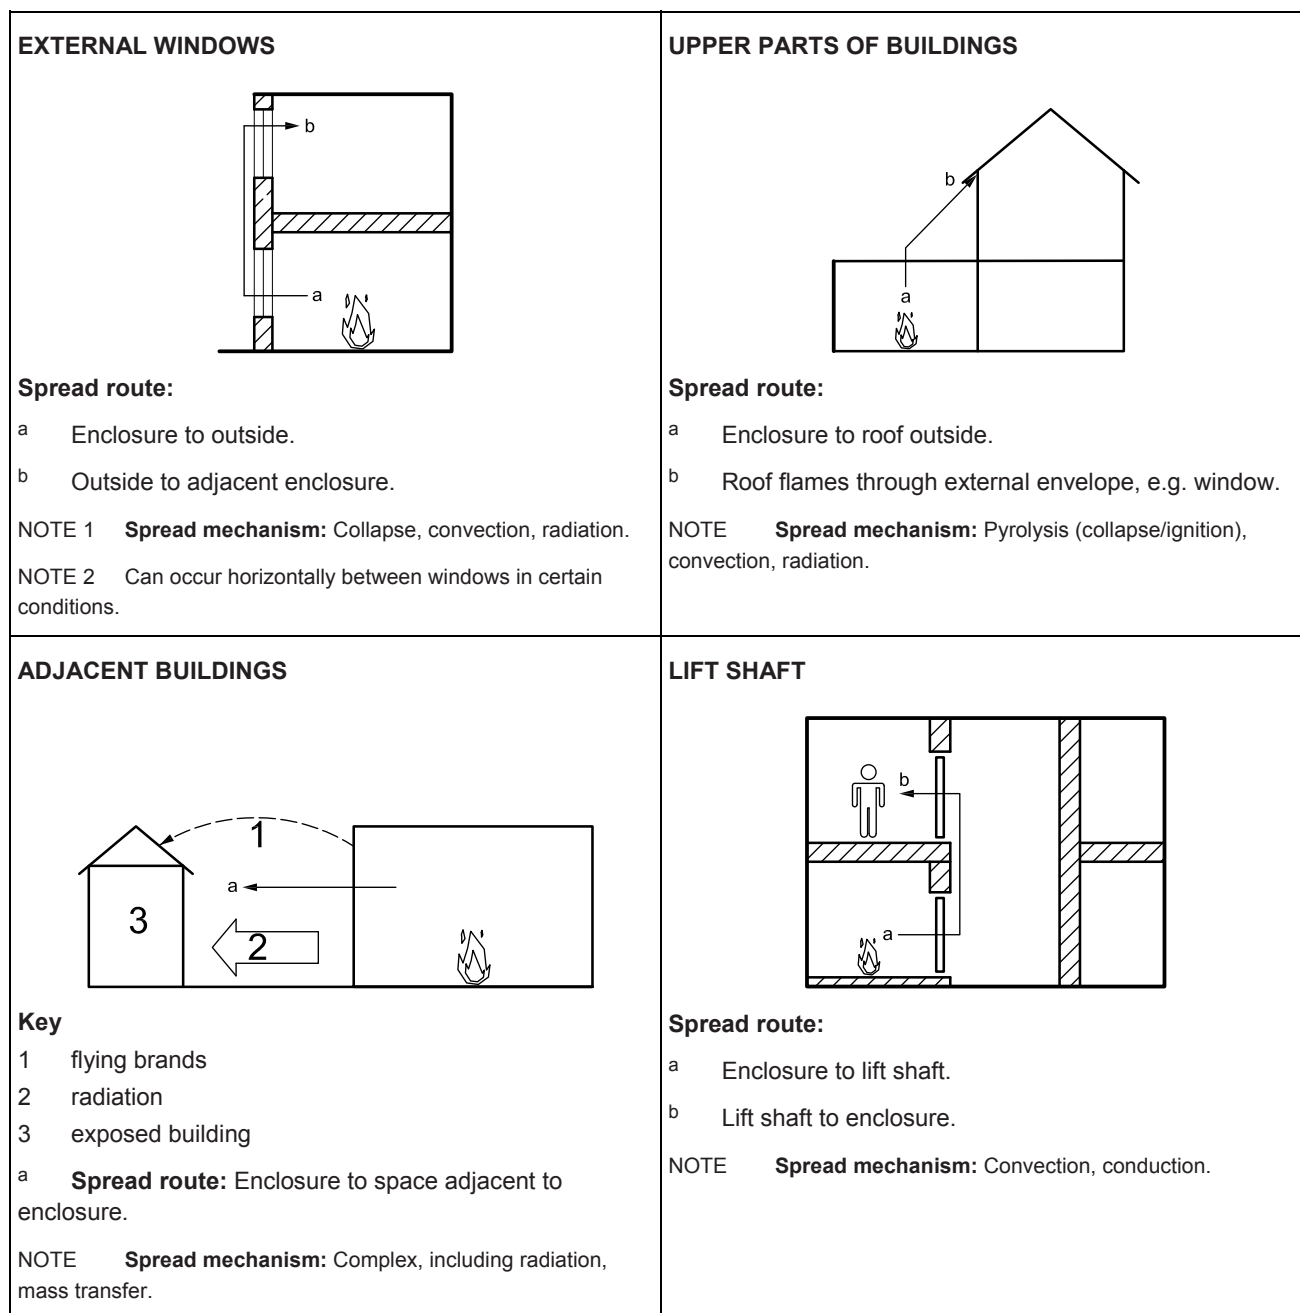 EXTERNAL WINDOWS
b
a
Spread route:
a Enclosure to outside.
b Outside to adjacent enclosure.
NOTE 1 Spread mechanism: Collapse, convection, radiation.
NOTE 2 Can occur horizontally between windows in certain
conditions.
UPPER PARTS OF BUILDINGS
b
a
Spread route:
a Enclosure to roof outside.
b Roof flames through external envelope, e.g. window.
NOTE Spread mechanism: Pyrolysis (collapse/ignition),
convection, radiation.
ADJACENT BUILDINGS
1
a
3
2
Key
1 flying brands
2 radiation
3 exposed building
a Spread route: Enclosure to space adjacent to
enclosure.
NOTE Spread mechanism: Complex, including radiation,
mass transfer.
LIFT SHAFT
b
a
Spread route:
a Enclosure to lift shaft.
b Lift shaft to enclosure.
NOTE Spread mechanism: Convection, conduction.